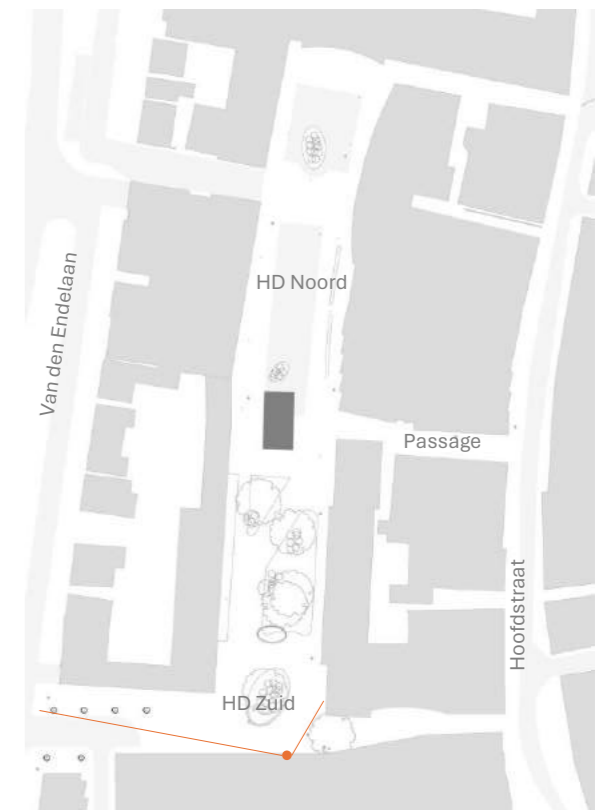 HD Noord
Van den Endelaan
Passage
Hoofdstraat
HD Zuid